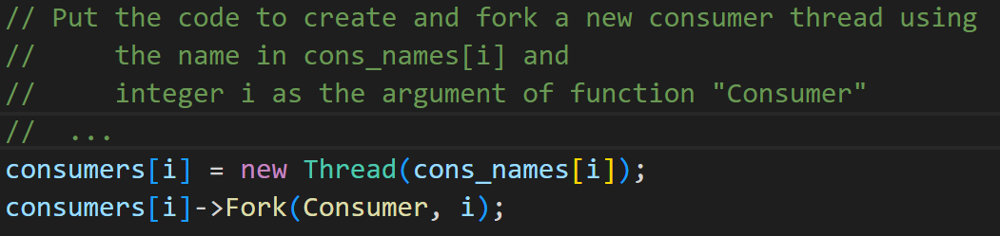 // Put the code to create and fork a new consumer thread using
//     the name in cons_names[i] and
//     integer i as the argument of function "Consumer"
//  ...
consumers[i] = new Thread(cons_names[i]);
consumers[i]->Fork(Consumer, i);